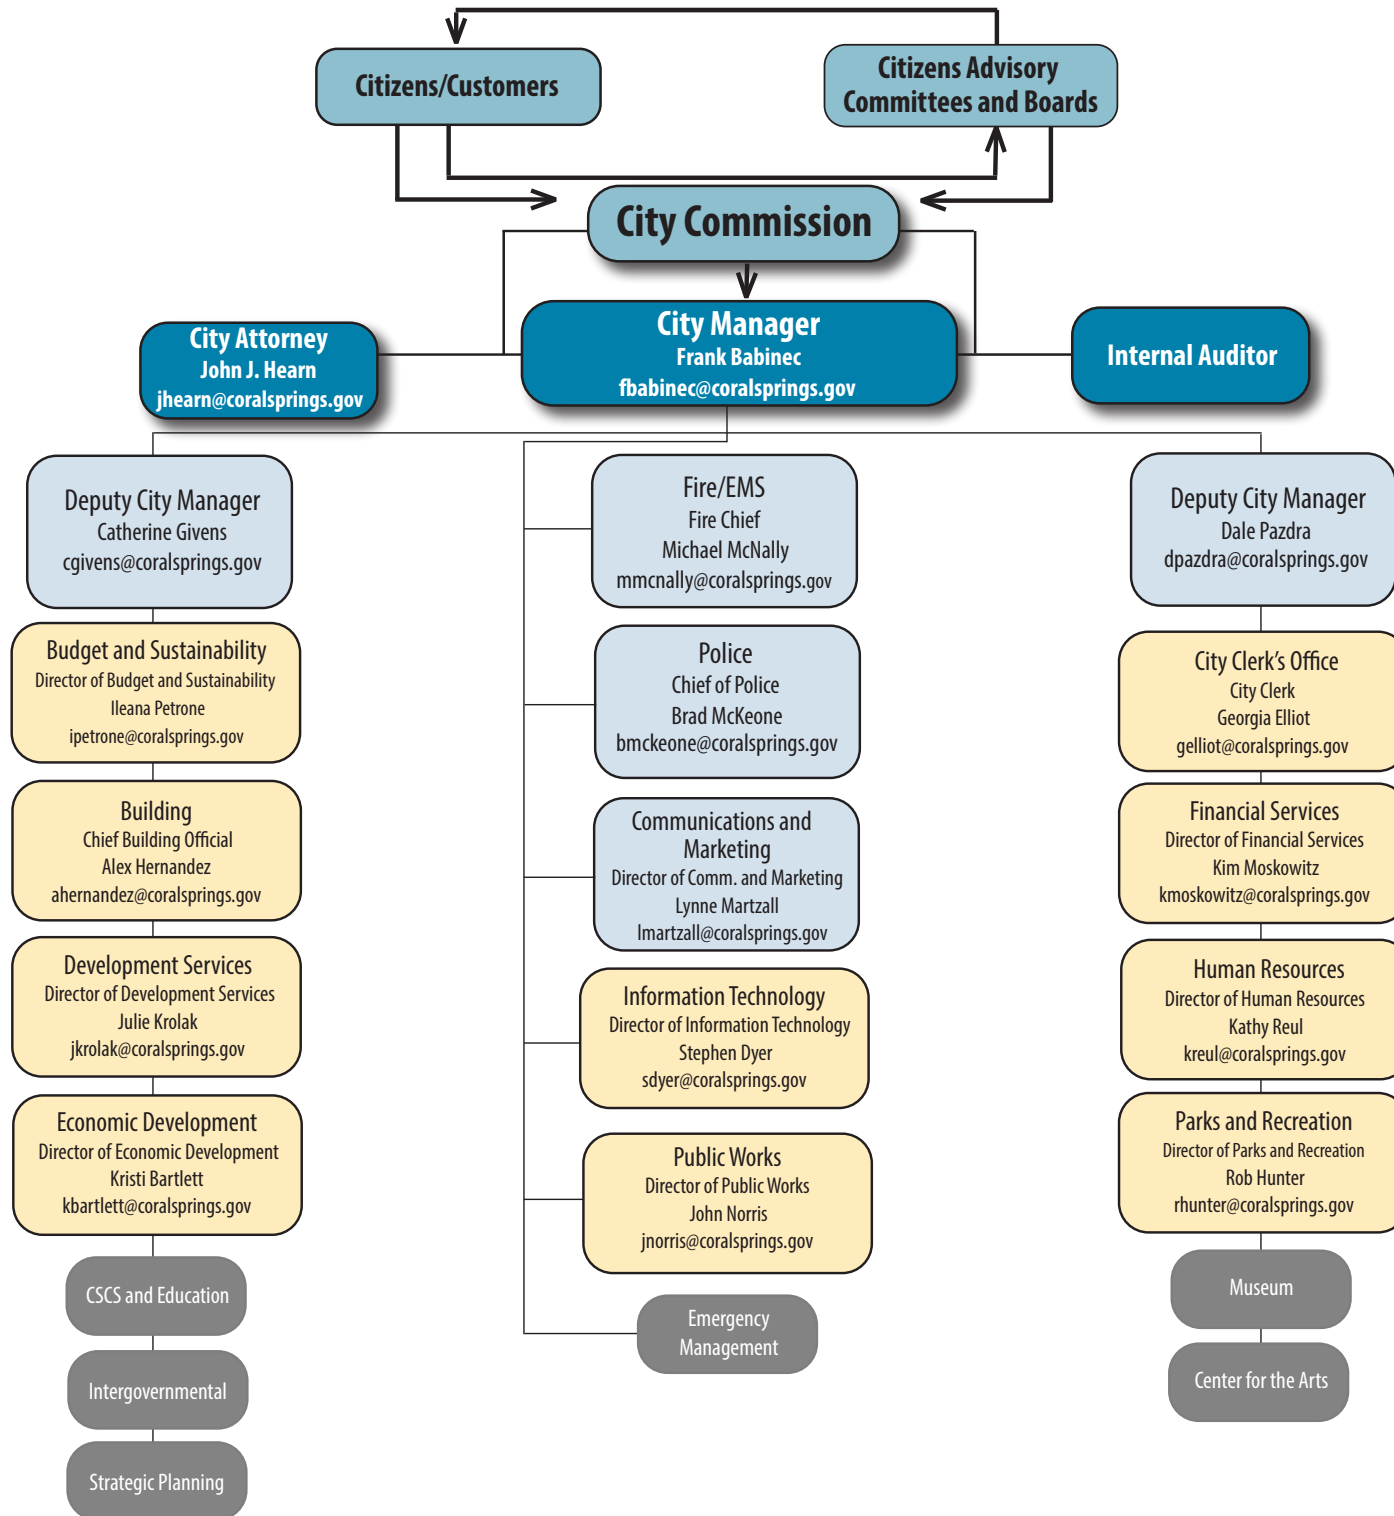 Citizens/Customers
Citizens Advisory
Committees and Boards
City Commission
City Attorney
John J. Hearn
jhearn@coralsprings.gov
City Manager
Frank Babinec
fbabinec@coralsprings.gov
Internal Auditor
Deputy City Manager
Catherine Givens
cgivens@coralsprings.gov
Budget and Sustainability
Director of Budget and Sustainability
Ileana Petrone
ipetrone@coralsprings.gov
Building
Chief Building Official
Alex Hernandez
ahernandez@coralsprings.gov
Development Services
Director of Development Services
Julie Krolak
jkrolak@coralsprings.gov
Economic Development
Director of Economic Development
Kristi Bartlett
kbartlett@coralsprings.gov
CSCS and Education
Intergovernmental
Strategic Planning
Fire/EMS
Fire Chief
Michael McNally
mmcnally@coralsprings.gov
Police
Chief of Police
Brad McKeone
bmckeone@coralsprings.gov
Communications and
Marketing
Director of Comm. and Marketing
Lynne Martzall
lmartzall@coralsprings.gov
Information Technology
Director of Information Technology
Stephen Dyer
sdyer@coralsprings.gov
Public Works
Director of Public Works
John Norris
jnorris@coralsprings.gov
Emergency
Management
Deputy City Manager
Dale Pazdra
dpazdra@coralsprings.gov
City Clerk’s Office
City Clerk
Georgia Elliot
gelliot@coralsprings.gov
Financial Services
Director of Financial Services
Kim Moskowitz
kmoskowitz@coralsprings.gov
Human Resources
Director of Human Resources
Kathy Reul
kreul@coralsprings.gov
Parks and Recreation
Director of Parks and Recreation
Rob Hunter
rhunter@coralsprings.gov
Museum
Center for the Arts